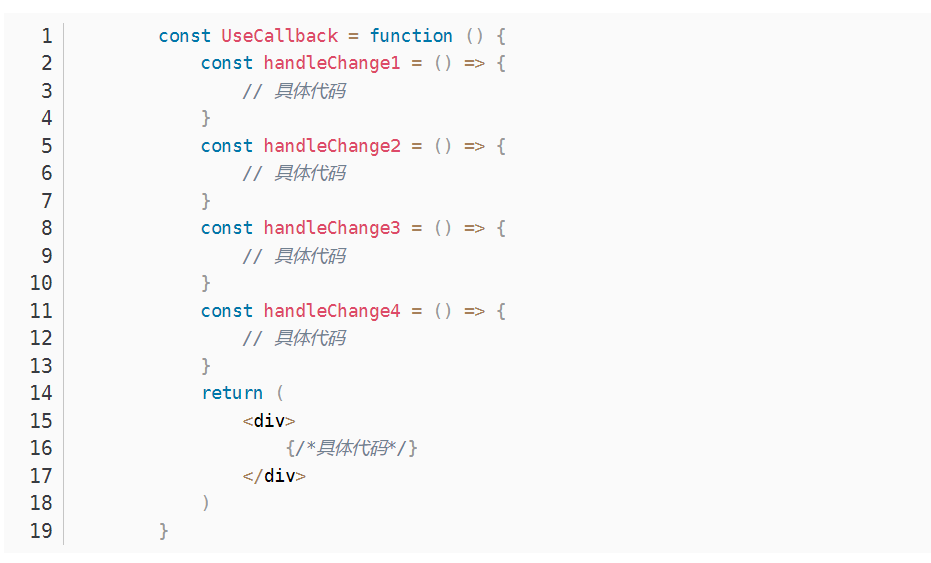 1 const UseCallback = function () {
2 const handleChange1 = () => {
3 // 具体代码
4 }
5 const handleChange2 = () => {
6 // 具体代码
7 }
8 const handleChange3 = () => {
9 // 具体代码
10 }
11 const handleChange4 = () => {
12 // 具体代码
13 }
14 return (
15 <div>
16 {/*具体代码*/}
17 </div>
18 )
19 }